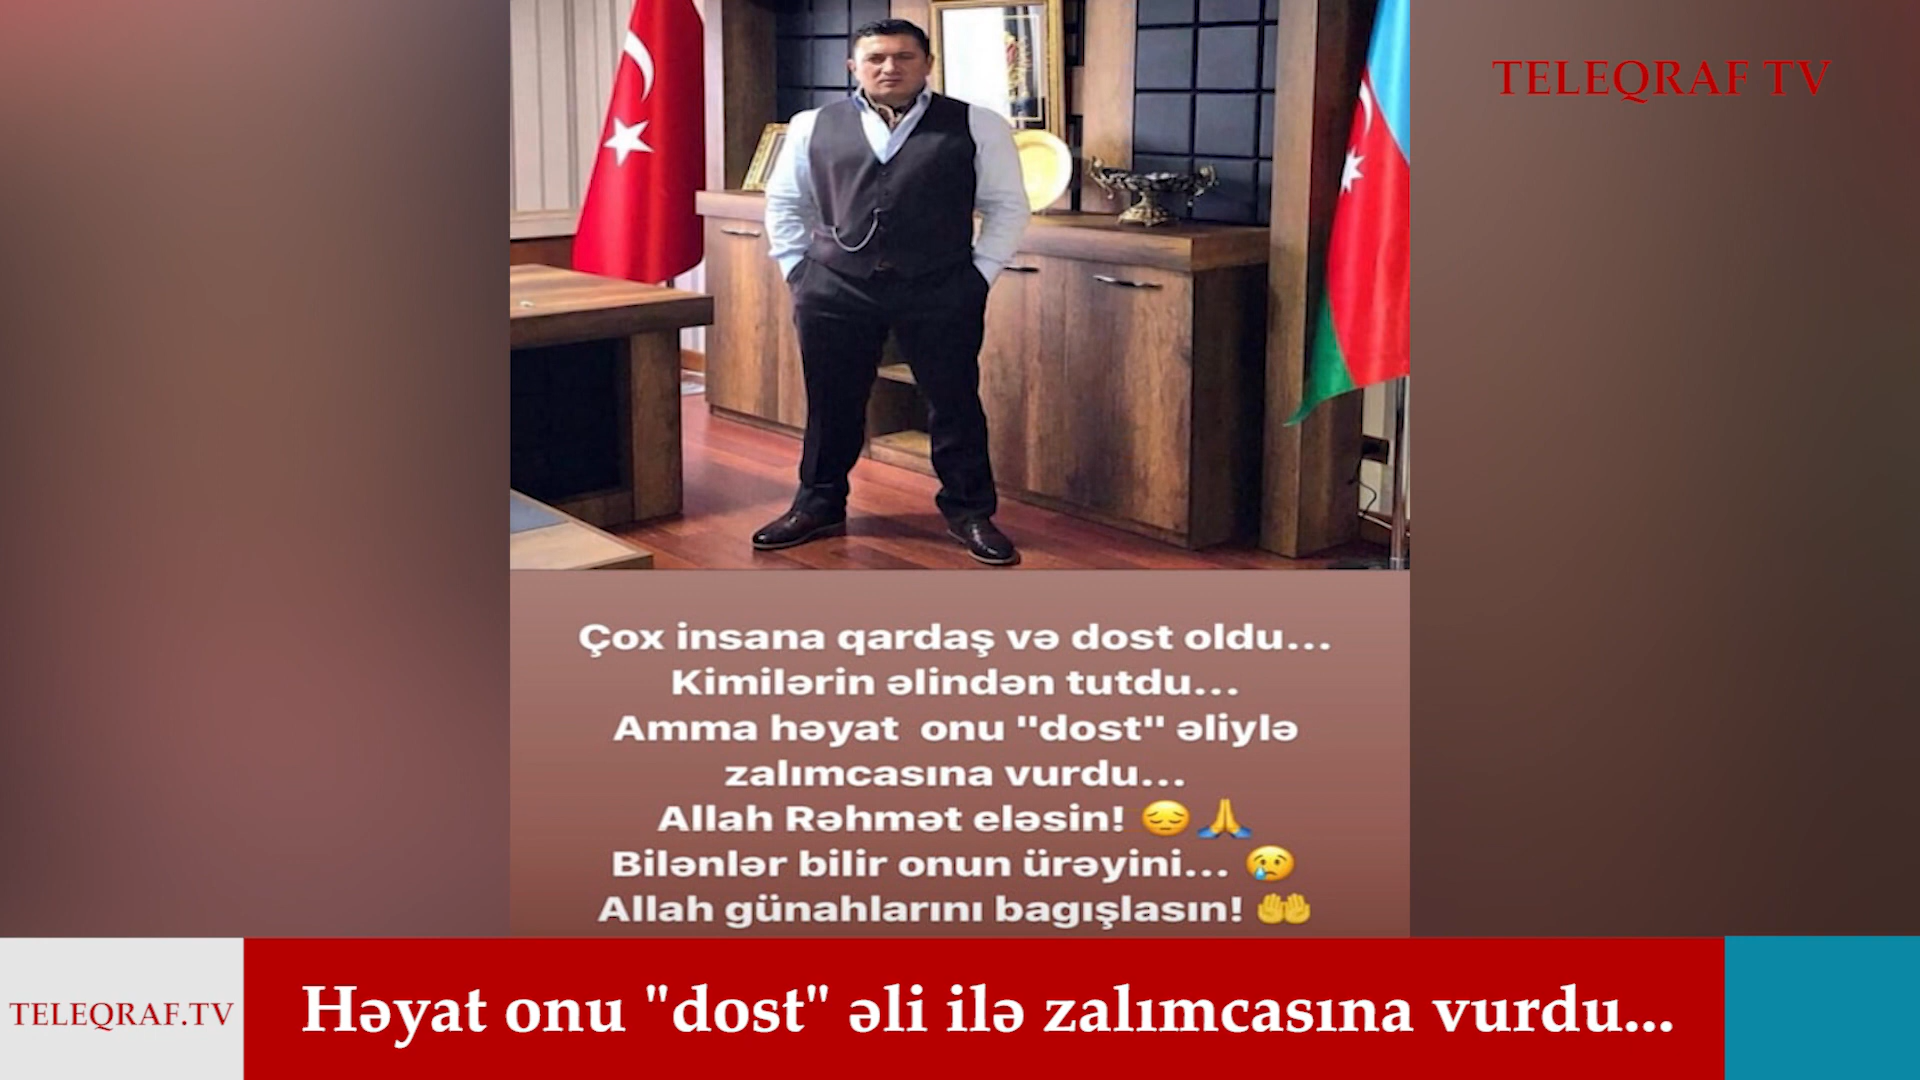 TELEQRAF TV
Çox insana qardaş və dost oldu...
Kimilərin əlindən tutdu...
Amma həyat onu "dost" əliylə
zalımcasına vurdu...
Allah Rəhmət eləsin! 😔🙏
Bilənlər bilir onun ürəyini... 😢
Allah günahlarını bagışlasın! 🤲
TELEQRAF.TV
Həyat onu "dost" əli ilə zalımcasına vurdu...